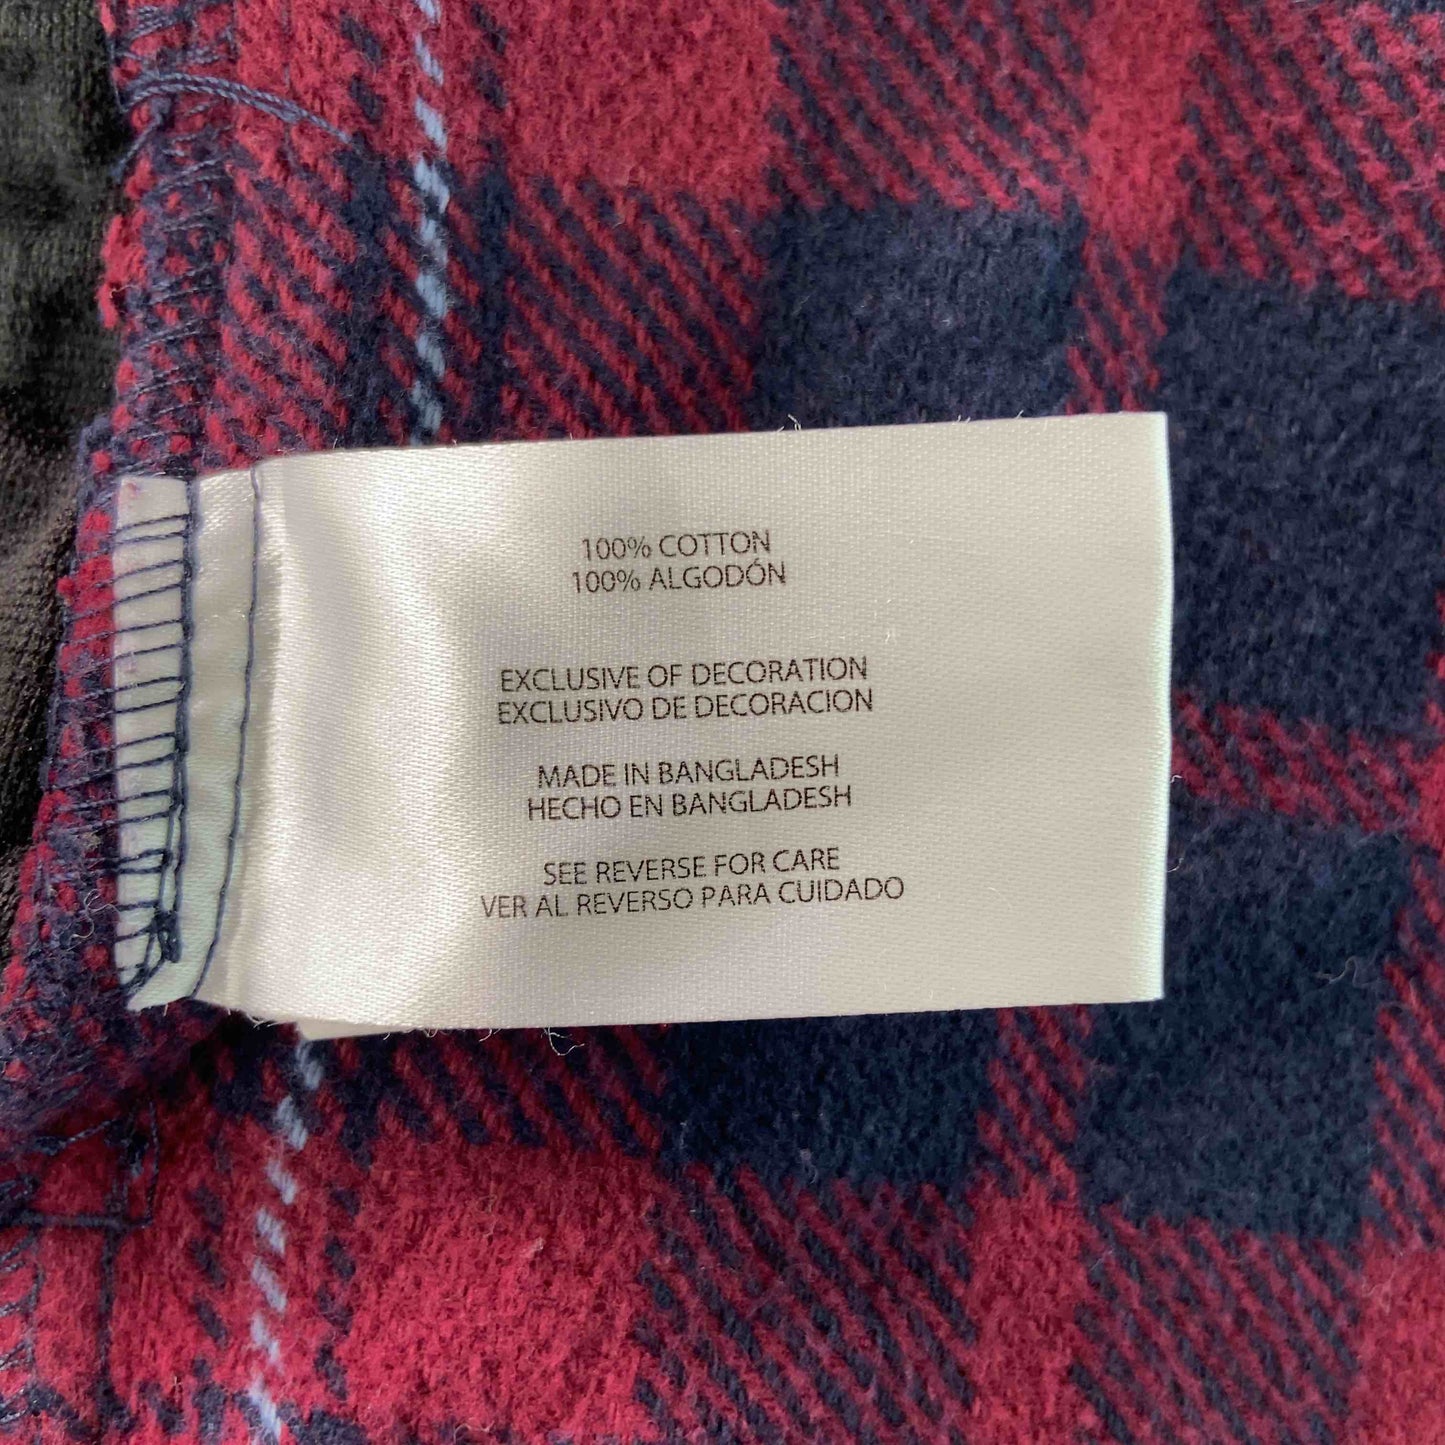 100% COTTON
100% ALGODÓN
EXCLUSIVE OF DECORATION
EXCLUSIVO DE DECORACION
MADE IN BANGLADESH
HECHO EN BANGLADESH
SEE REVERSE FOR CARE
VER AL REVERSO PARA CUIDADO